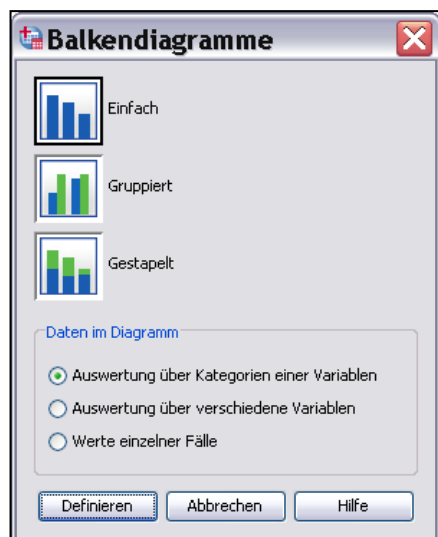 Balkendiagramme
Einfach
Gruppiert
Gestapelt
Daten im Diagramm
Auswertung über Kategorien einer Variablen
Auswertung über verschiedene Variablen
Werte einzelner Fälle
Definieren Abbrechen Hilfe